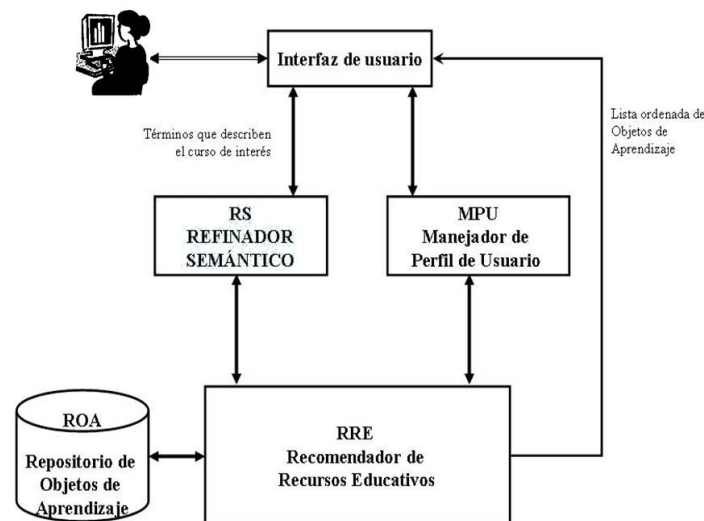 Interfaz de usuario
Términos que describen
el curso de interés
Lista ordenada de
Objetos de
Aprendizaje
RS
REFINADOR
SEMÁNTICO
MPU
Manejador de
Perfil de Usuario
ROA
Repositorio de
Objetos de
Aprendizaje
RRE
Recomendador de
Recursos Educativos